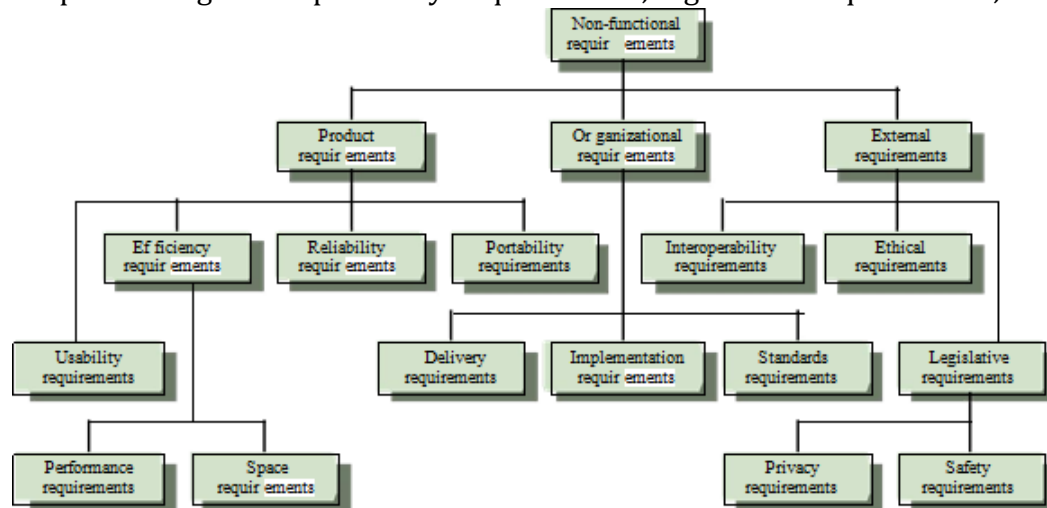 Non-functional
requir ements
Product
requir ements
Or ganizational
requir ements
External
requirements
Ef ficiency
requir ements
Reliability
requir ements
Portability
requirements
Interoperability
requirements
Ethical
requirements
Usability
requirements
Delivery
requirements
Implementation
requir ements
Standards
requirements
Legislative
requirements
Performance
requirements
Space
requir ements
Privacy
requirements
Safety
requirements